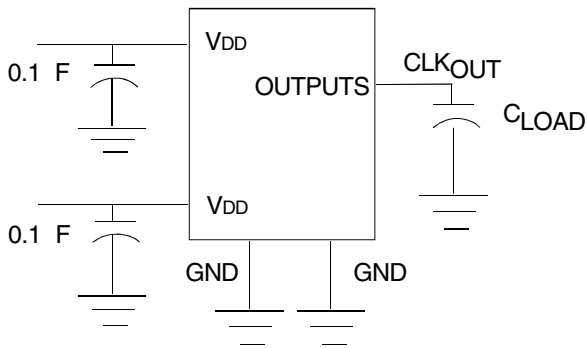 VDD
0.1 F
OUTPUTS
CLKOUT
CLOAD
VDD
0.1 F
GND
GND